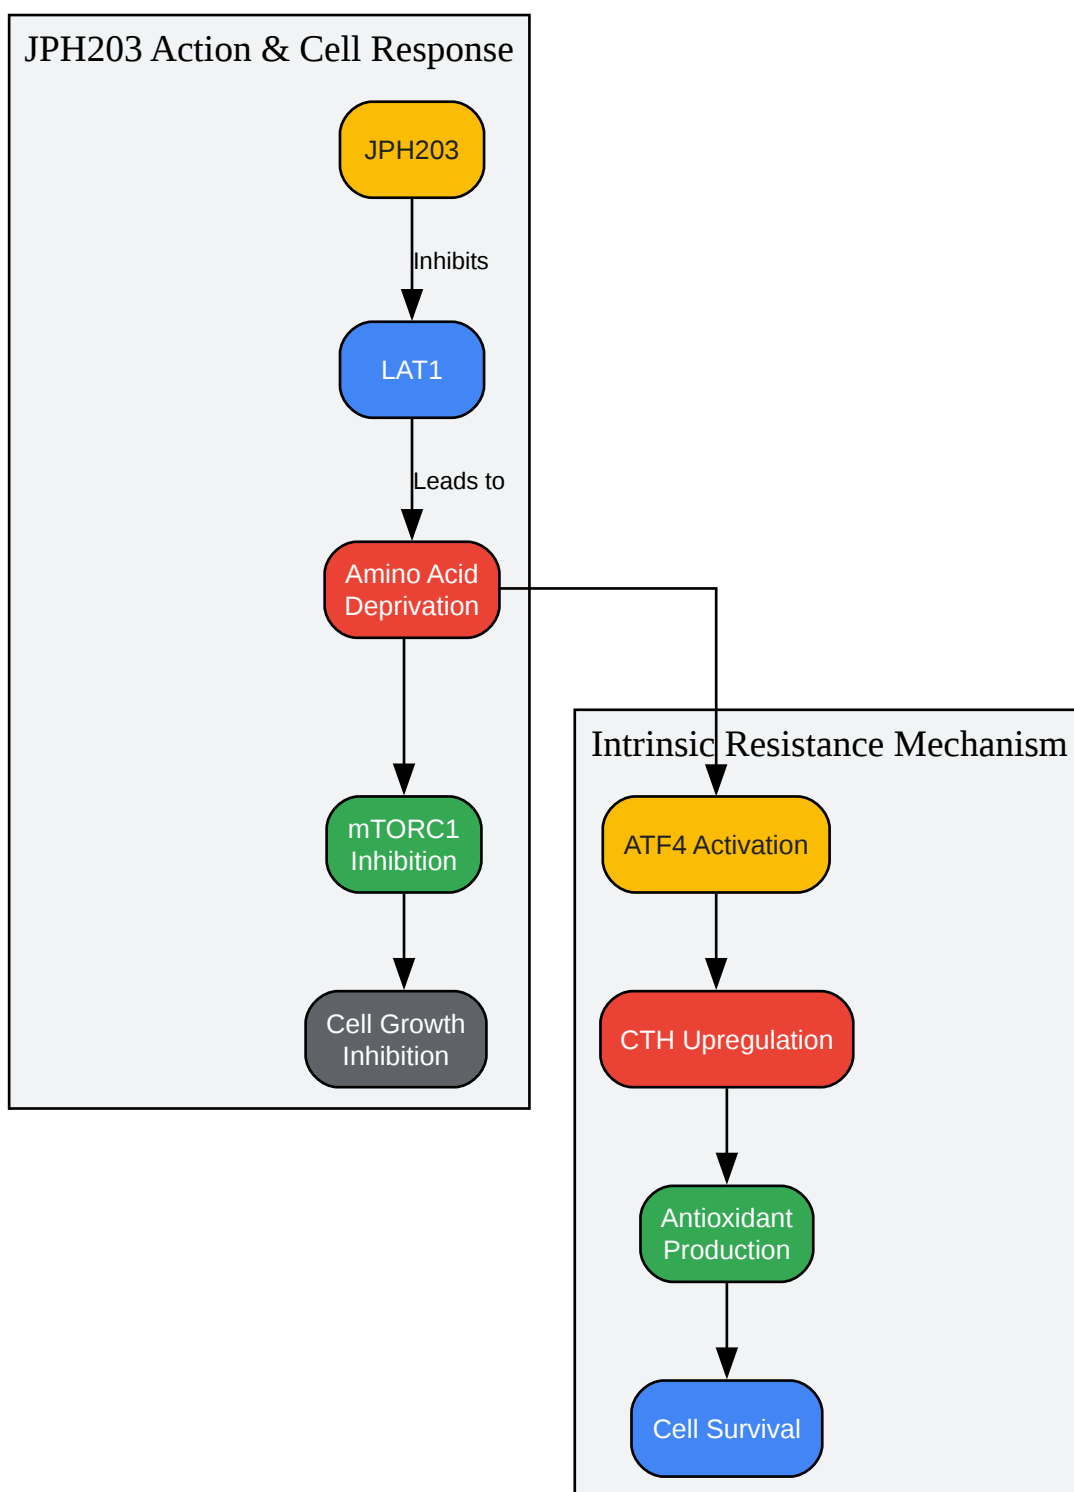 JPH203 Action & Cell Response
JPH203
Inhibits
LAT1
Leads to
Amino Acid
Deprivation
mTORC1
Inhibition
Cell Growth
Inhibition
Intrinsic Resistance Mechanism
ATF4 Activation
CTH Upregulation
Antioxidant
Production
Cell Survival